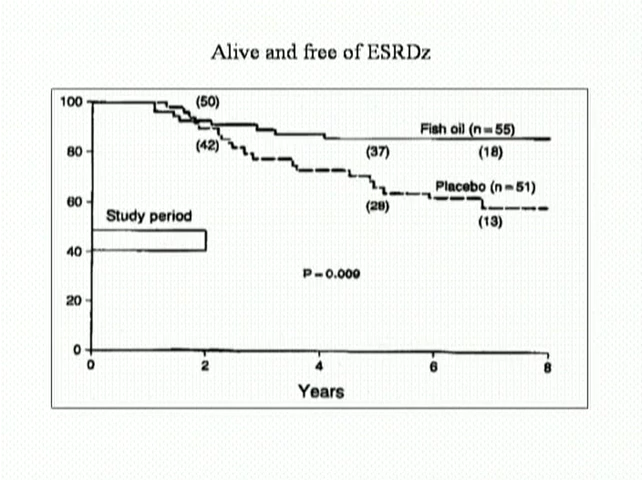 Alive and free of ESRDz
100
(50)
Fish oil (n=55)
80
(42)
(37)
(18)
Placebo (n=51)
60
(28)
(13)
Study period
40
P=0.009
20
0
0
2
4
6
8
Years